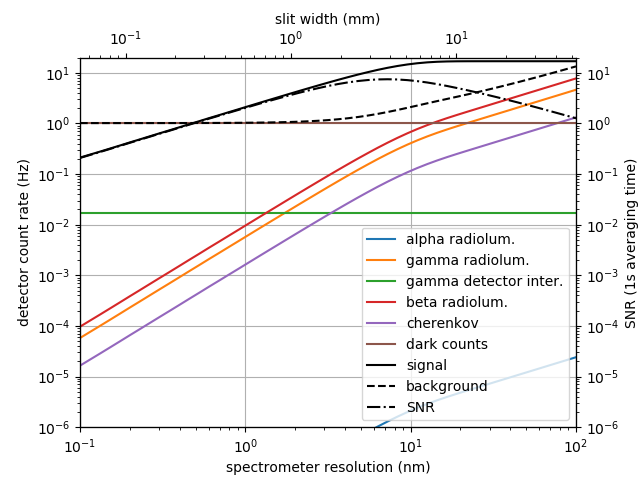 slit width (mm)
10⁻¹ 10⁰ 10¹
10¹ 10¹
10⁰ 10⁰
10⁻¹ 10⁻¹
10⁻² 10⁻²
10⁻³ 10⁻³
10⁻⁴ 10⁻⁴
10⁻⁵ 10⁻⁵
10⁻⁶ 10⁻⁶
detector count rate (Hz)
SNR (1s averaging time)
alpha radiolum.
gamma radiolum.
gamma detector inter.
beta radiolum.
cherenkov
dark counts
signal
background
SNR
10⁻¹ 10⁰ 10¹ 10²
spectrometer resolution (nm)